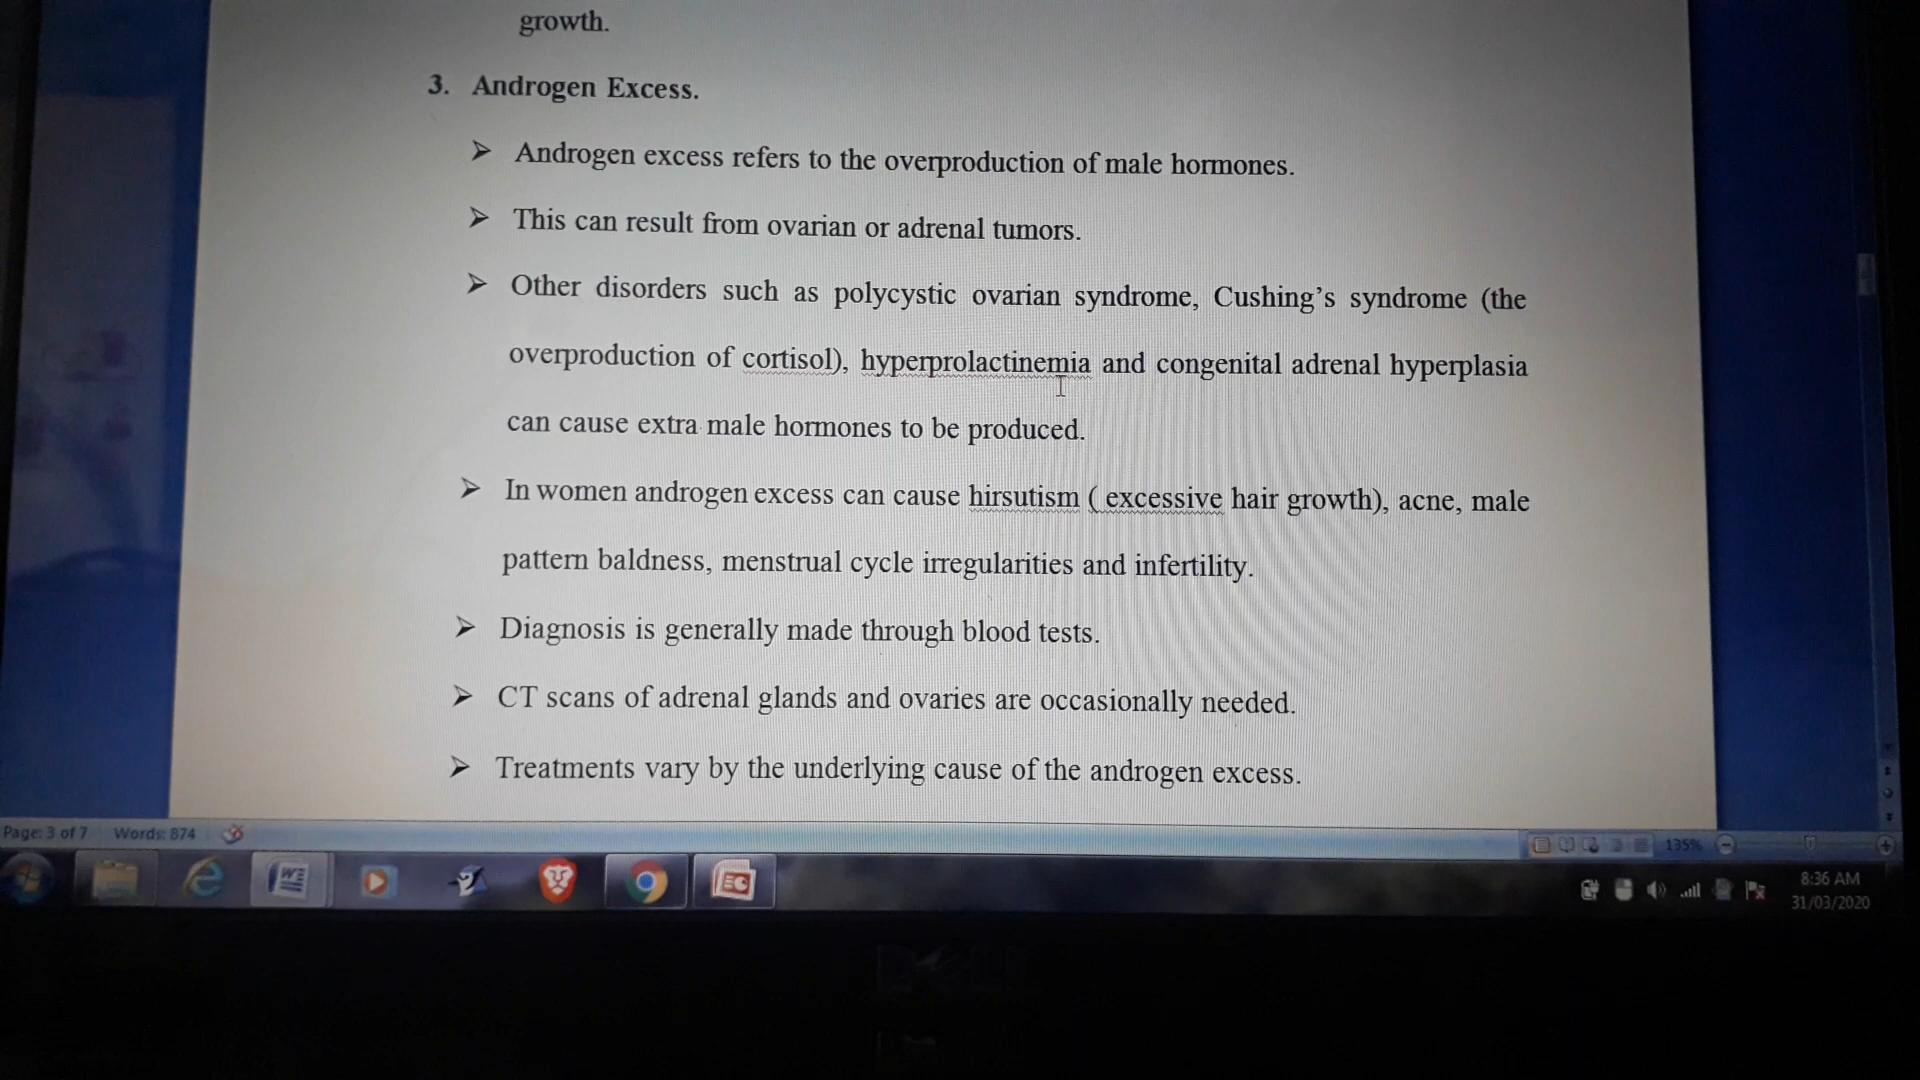 growth.
3. Androgen Excess.
➢ Androgen excess refers to the overproduction of male hormones.
➢ This can result from ovarian or adrenal tumors.
➢ Other disorders such as polycystic ovarian syndrome, Cushing’s syndrome (the
overproduction of cortisol), hyperprolactinemia and congenital adrenal hyperplasia
can cause extra male hormones to be produced.
➢ In women androgen excess can cause hirsutism ( excessive hair growth), acne, male
pattern baldness, menstrual cycle irregularities and infertility.
➢ Diagnosis is generally made through blood tests.
➢ CT scans of adrenal glands and ovaries are occasionally needed.
➢ Treatments vary by the underlying cause of the androgen excess.
Page: 3 of 7 Words: 874
135%
8:36 AM
31/03/2020